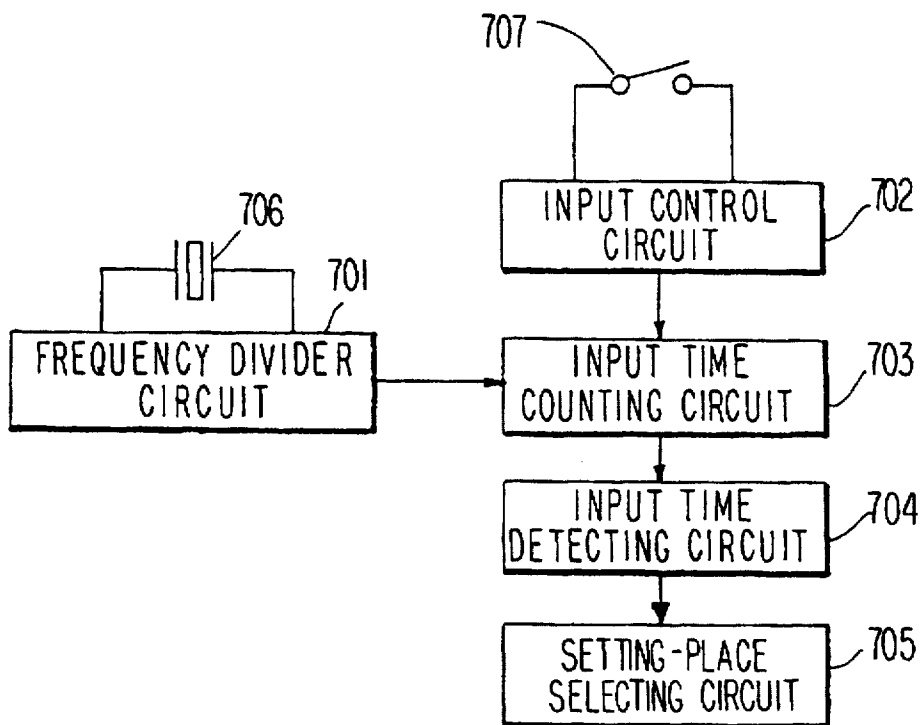 707
INPUT CONTROL
CIRCUIT
702
706
701
FREQUENCY DIVIDER
CIRCUIT
INPUT TIME
COUNTING CIRCUIT
703
INPUT TIME
DETECTING CIRCUIT
704
SETTING-PLACE
SELECTING CIRCUIT
705